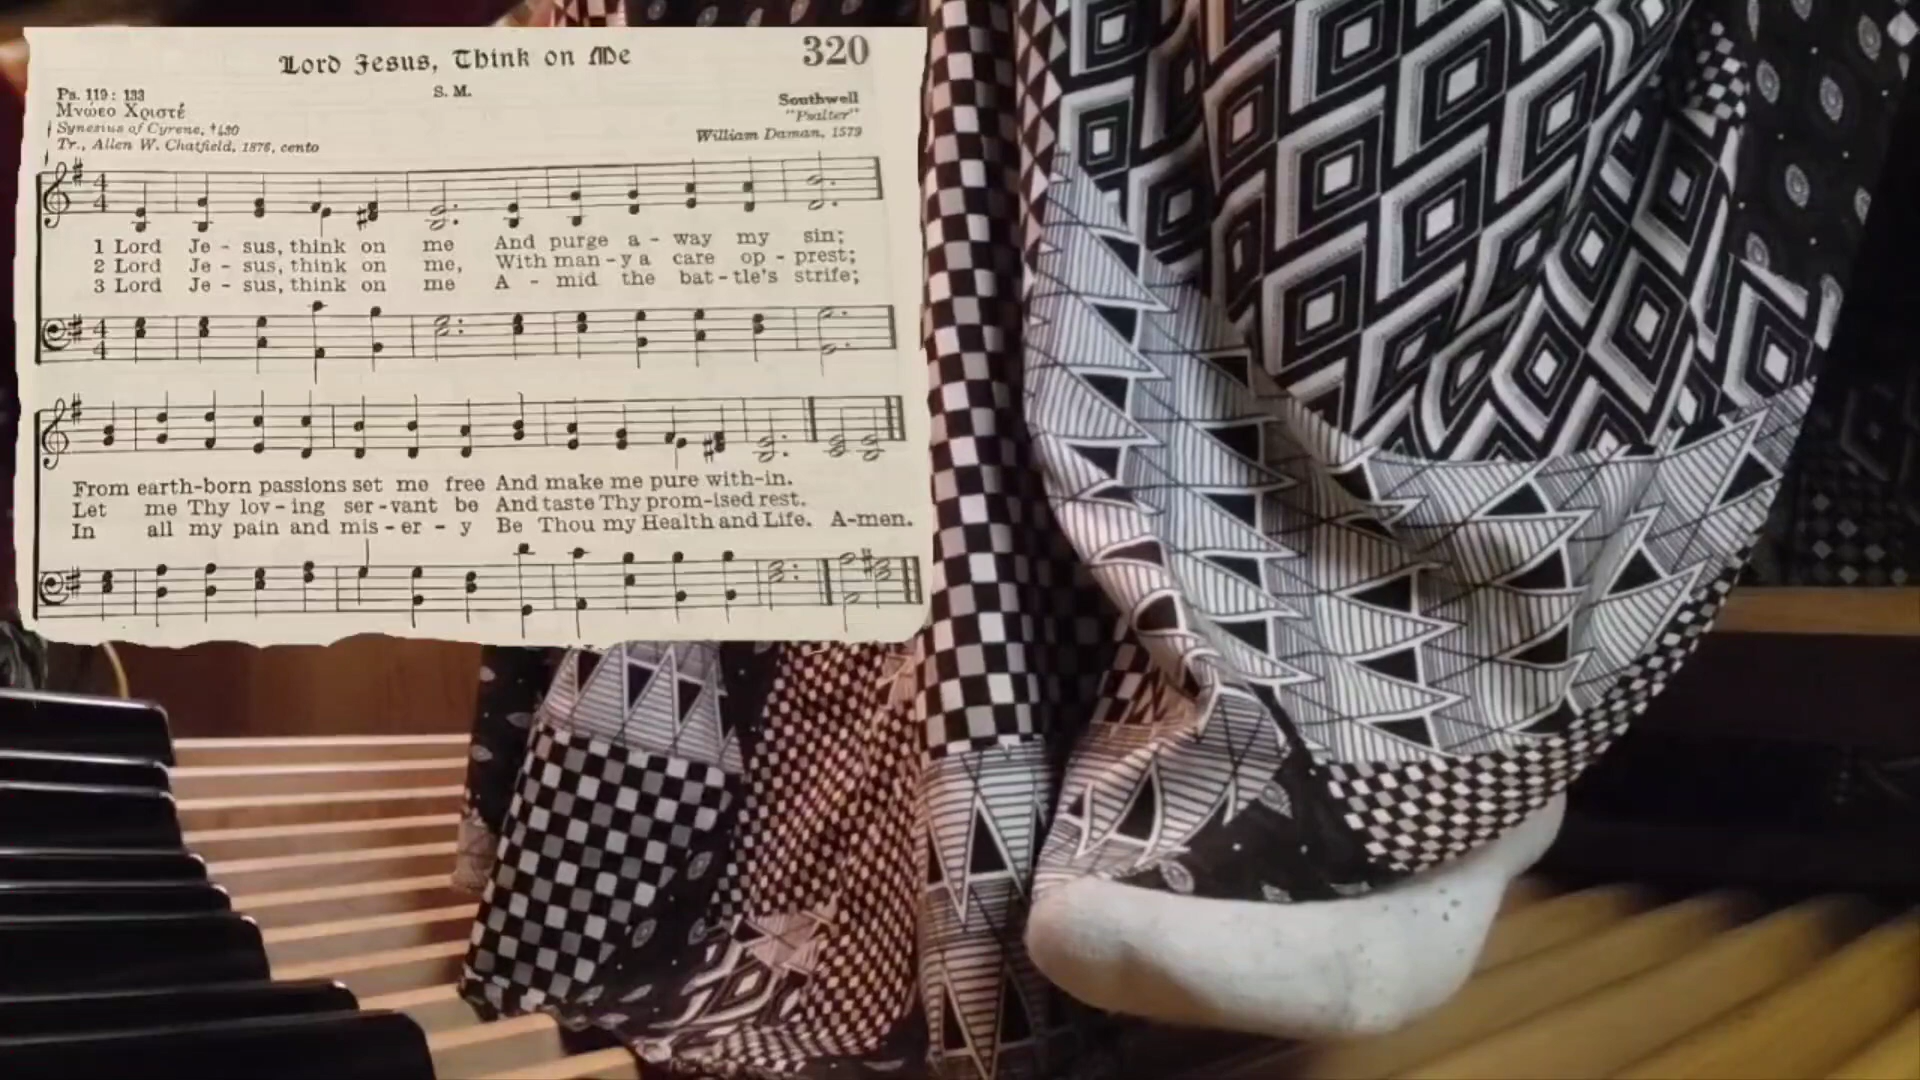 Lord Jesus, Think on Me
320
Ps. 119: 133
S. M.
Μνώεο Χριστέ
Southwell
"Psalter"
Synesius of Cyrene, †430
William Daman, 1579
Tr., Allen W. Chatfield, 1876, cento
1 Lord Je - sus, think on me And purge a - way my sin;
2 Lord Je - sus, think on me, With man - y a care op - prest;
3 Lord Je - sus, think on me A - mid the bat - tle's strife;
From earth-born passions set me free And make me pure with-in.
Let me Thy lov - ing ser - vant be And taste Thy prom-ised rest.
In all my pain and mis - er - y Be Thou my Health and Life. A-men.